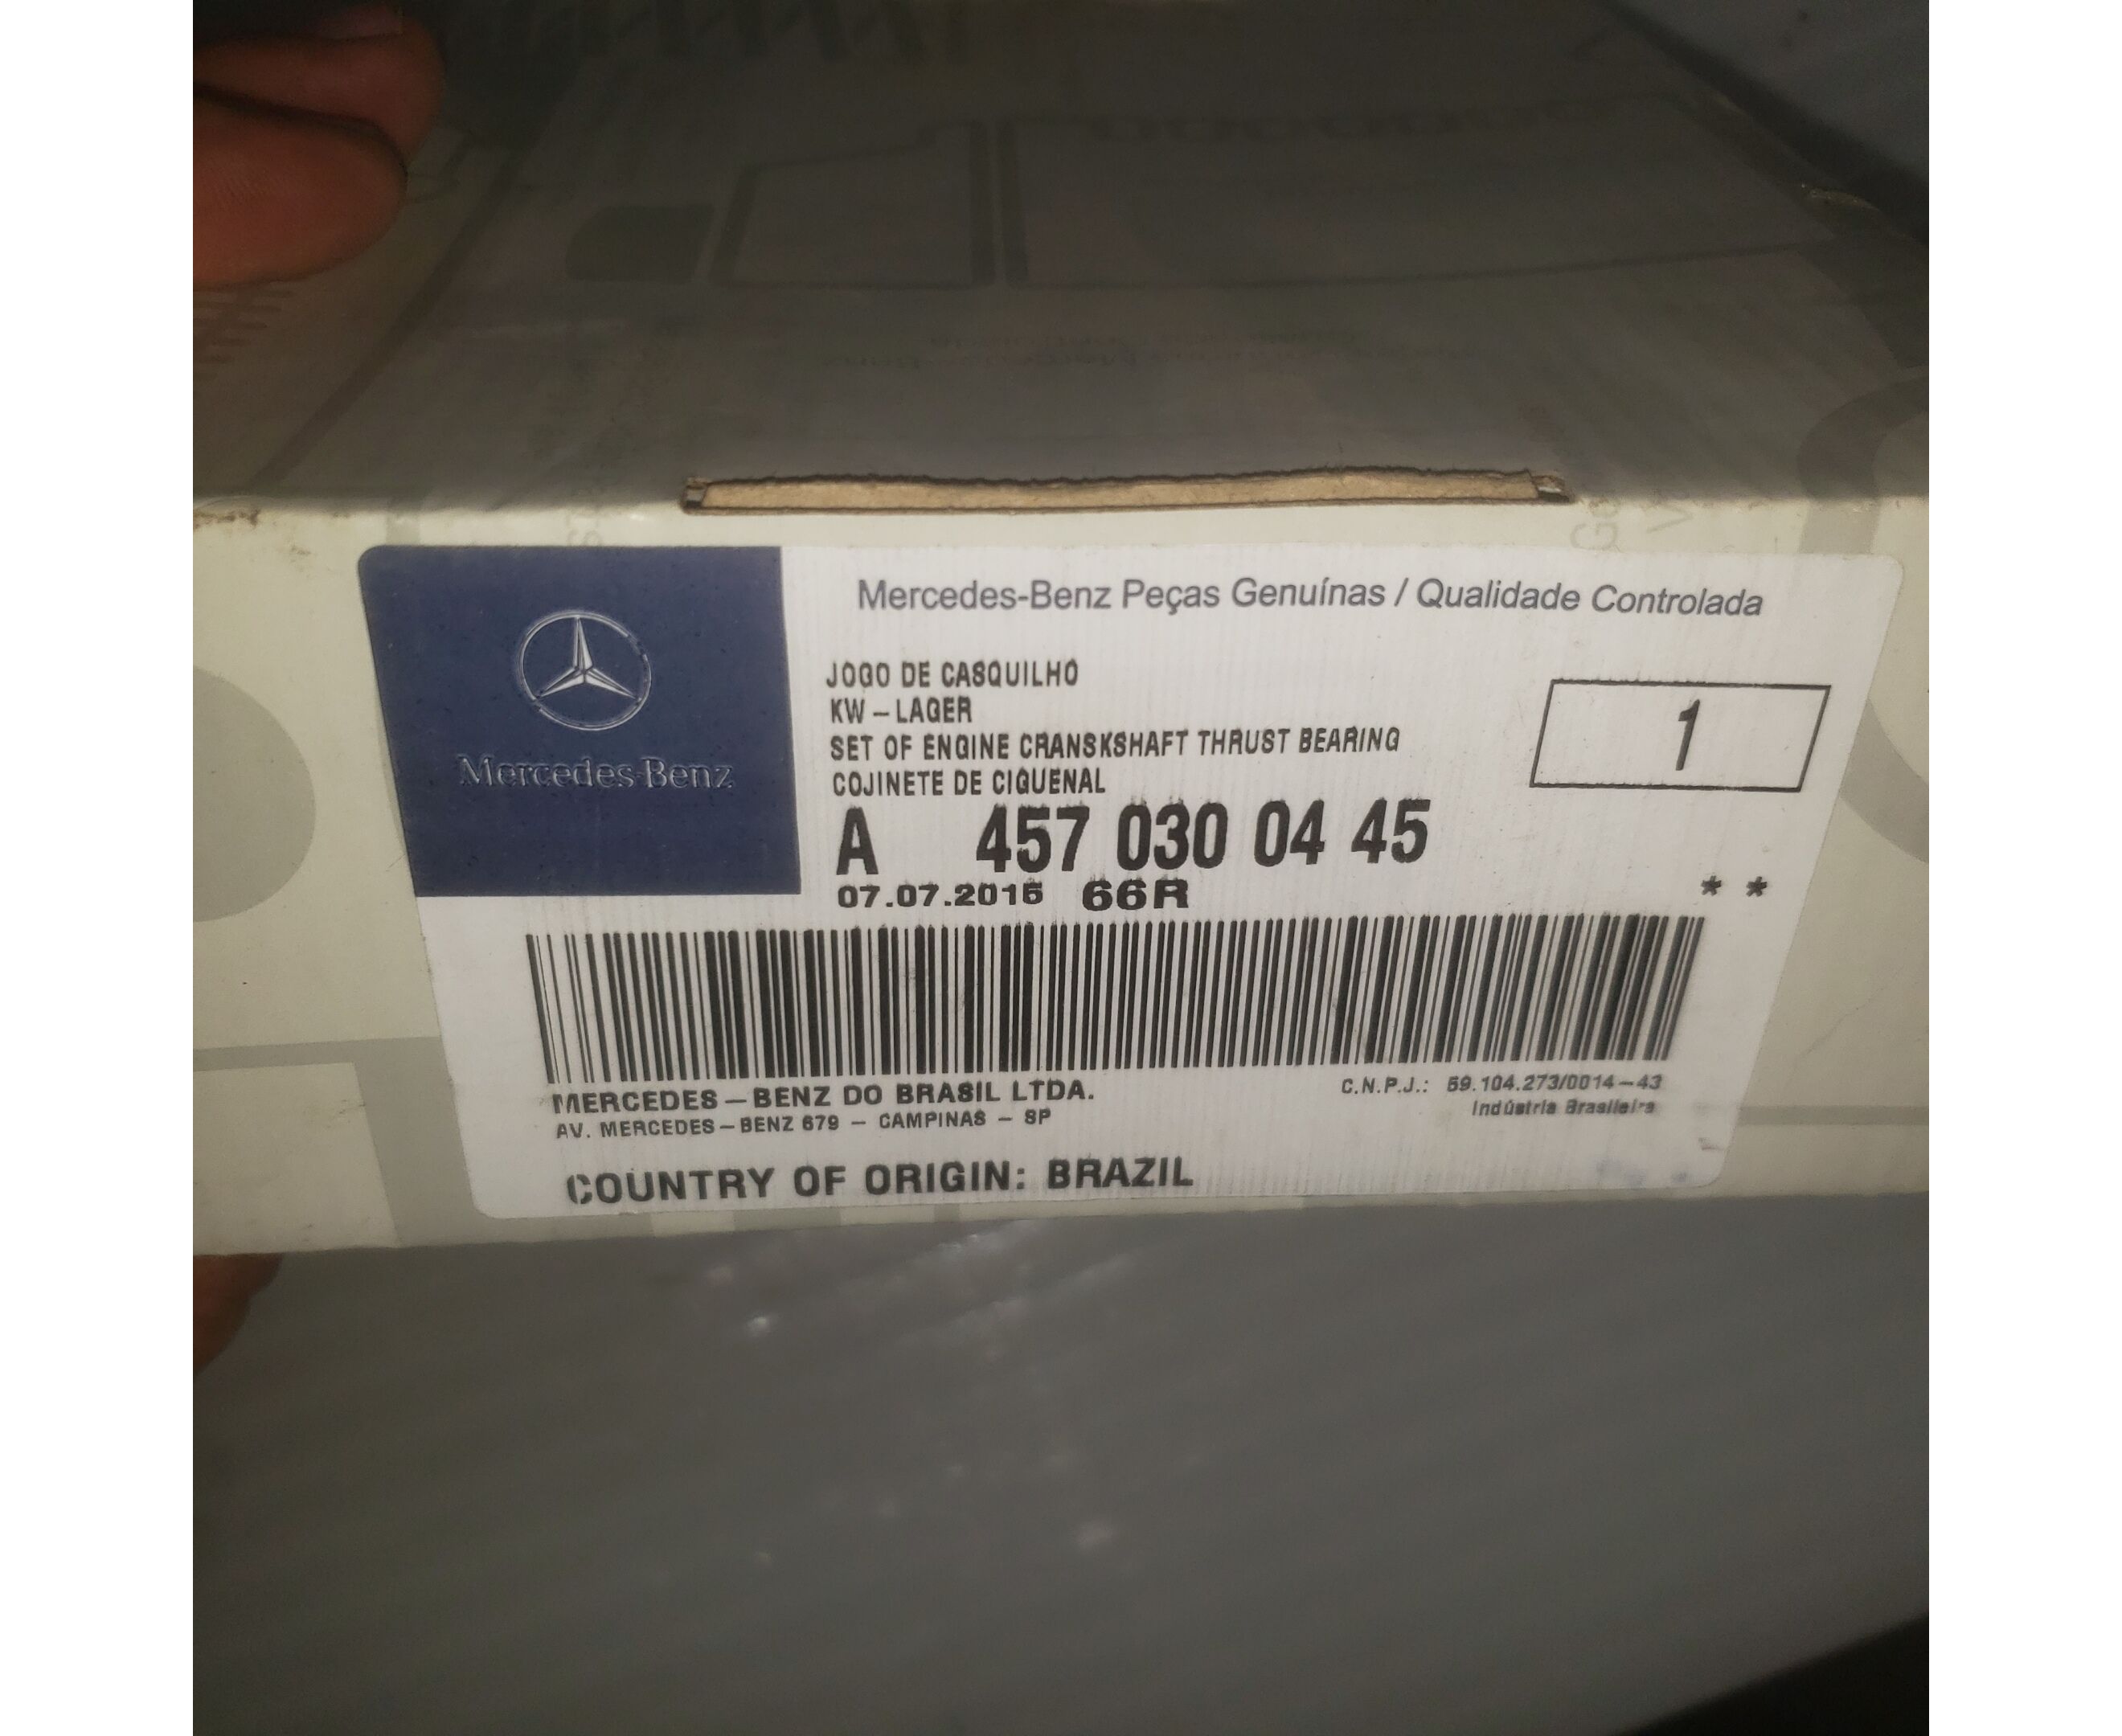 Mercedes-Benz
Mercedes-Benz Peças Genuínas / Qualidade Controlada
JOGO DE CASQUILHO
KW-LAGER
SET OF ENGINE CRANSKSHAFT THRUST BEARING
COJINETE DE CIGUENAL
1
A 457 030 04 45
07.07.2015 66R
* *
MERCEDES-BENZ DO BRASIL LTDA.
C.N.P.J.: 59.104.273/0014-43
AV. MERCEDES-BENZ 679 - CAMPINAS - SP
Indústria Brasileira
COUNTRY OF ORIGIN: BRAZIL